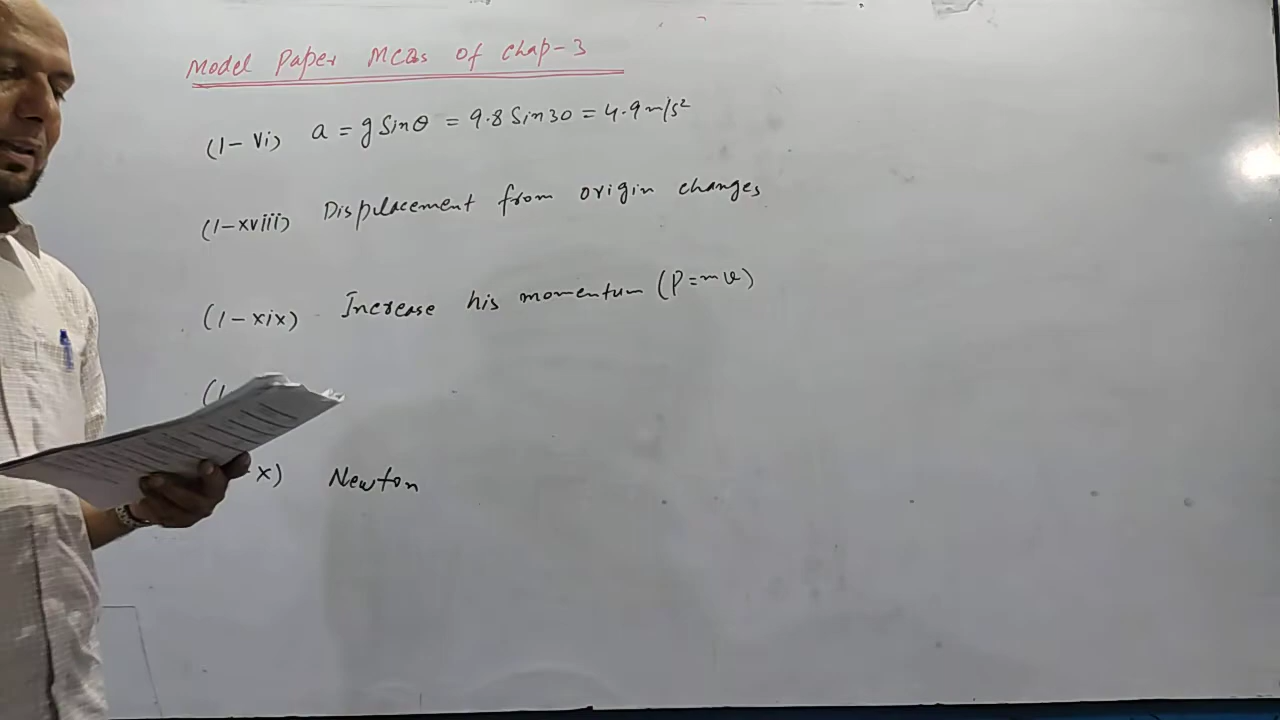 Model Paper MCQs of Chap-3
(1-vi) a = g Sinθ = 9.8 Sin30 = 4.9 m/s²
(1-xviii) Displacement from origin changes
(1-xix) Increase his momentum (P=mv)
(1
x) Newton